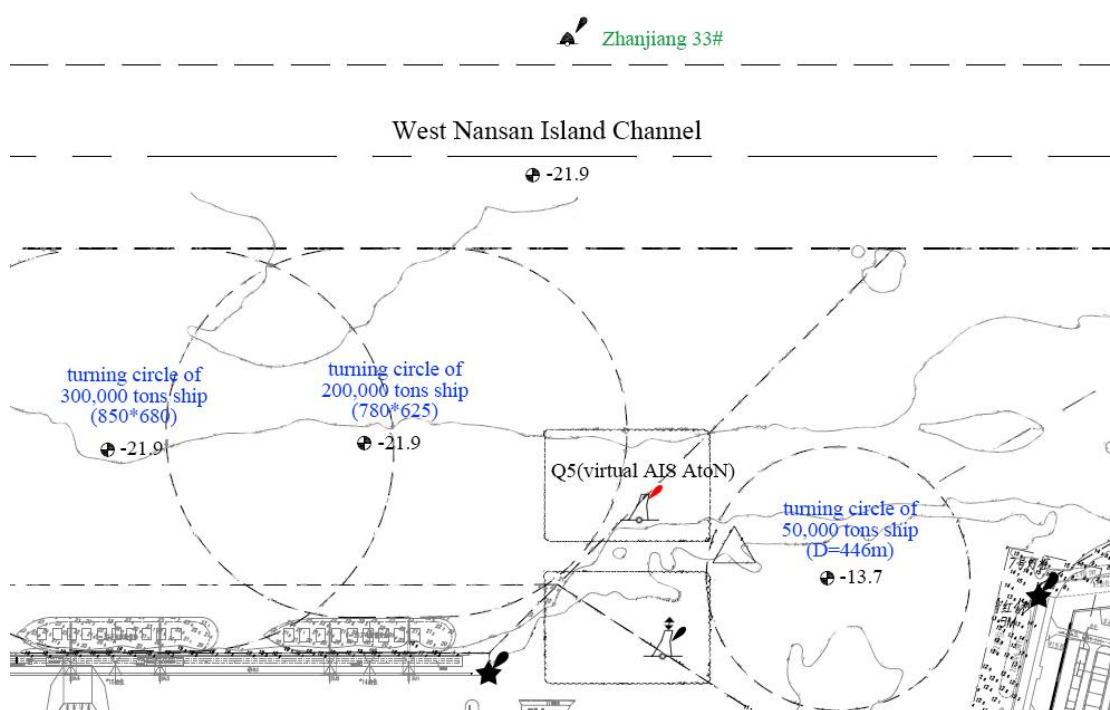 Zhanjiang 33#
West Nansan Island Channel
-21.9
turning circle of
300,000 tons ship
(850*680)
-21.9
turning circle of
200,000 tons ship
(780*625)
-21.9
Q5(virtual AIS AtoN)
turning circle of
50,000 tons ship
(D=446m)
-13.7